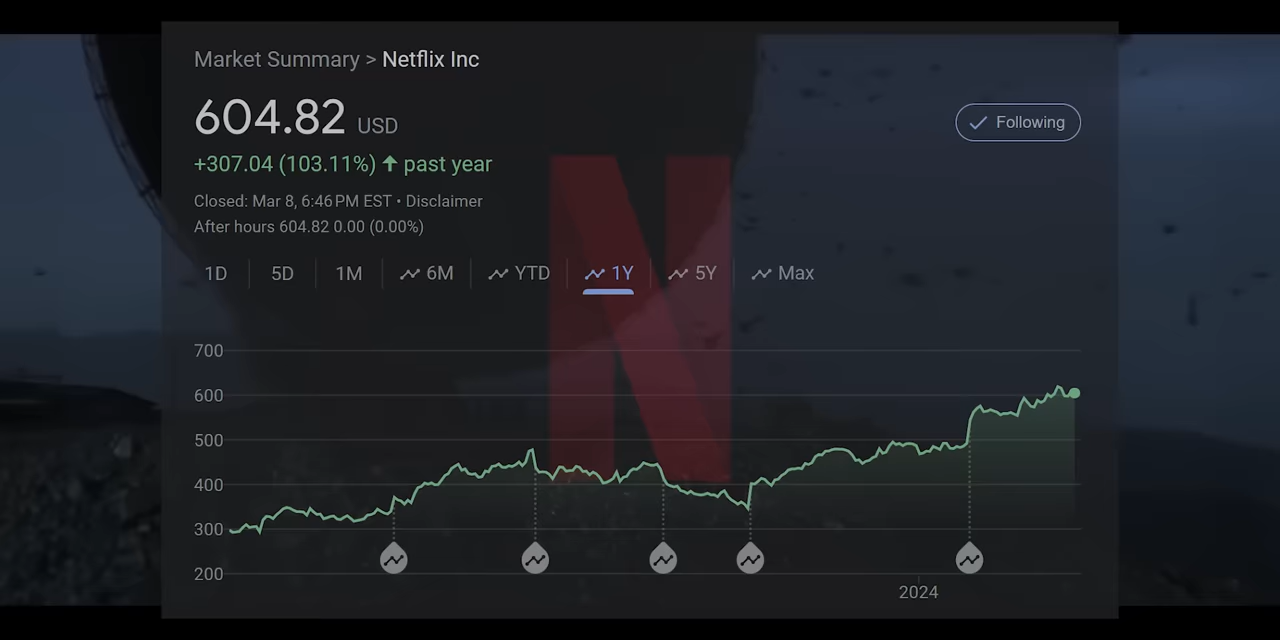 Market Summary > Netflix Inc
604.82 USD
Following
+307.04 (103.11%) ↑ past year
Closed: Mar 8, 6:46 PM EST • Disclaimer
After hours 604.82 0.00 (0.00%)
1D 5D 1M 6M YTD 1Y 5Y Max
700
600
500
400
300
200
2024
N